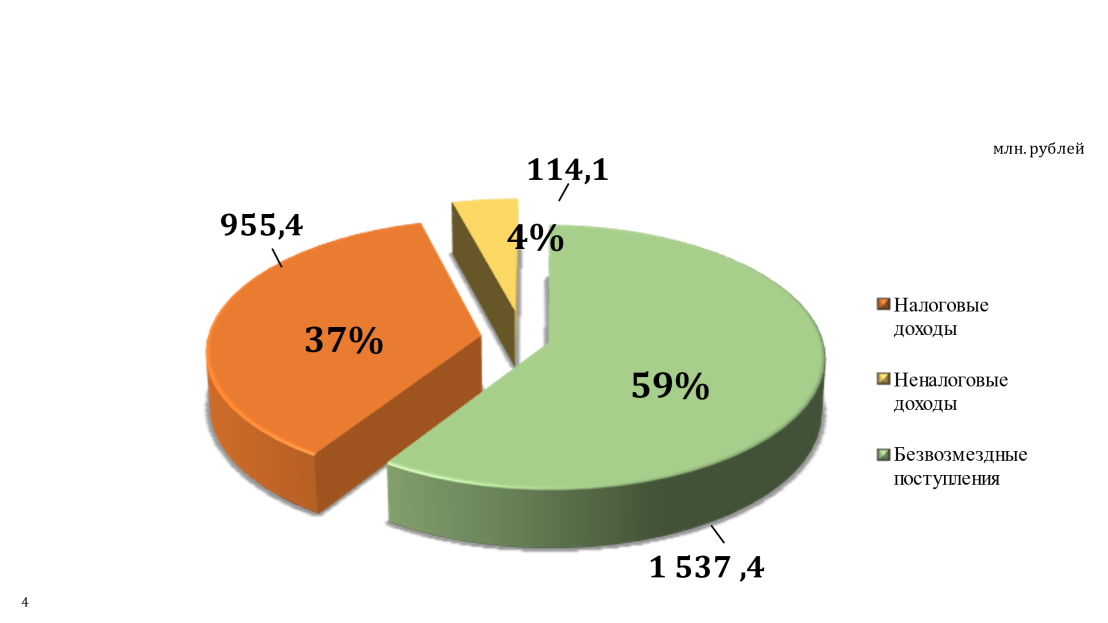 млн. рублей
114,1
955,4
4%
37%
59%
Налоговые
доходы
Неналоговые
доходы
Безвозмездные
поступления
1 537 ,4
4